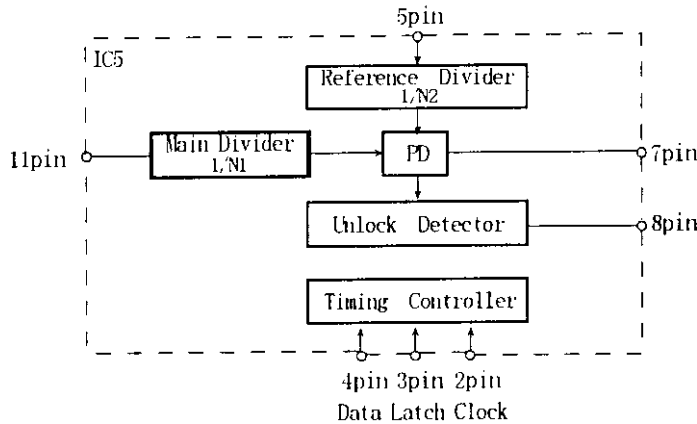 5pin
IC5
Reference Divider
1/N2
Main Divider
1/N1
PD
11pin
7pin
Unlock Detector
8pin
Timing Controller
4pin 3pin 2pin
Data Latch Clock